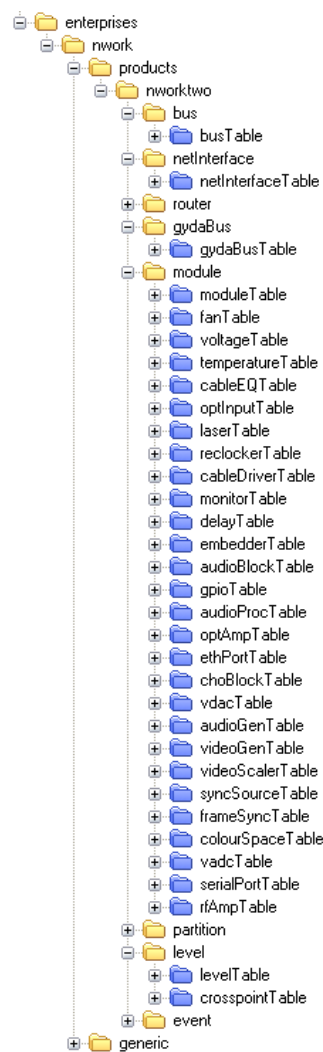 enterprises
nwork
products
nworktwo
bus
busTable
netInterface
netInterfaceTable
router
gydaBus
gydaBusTable
module
moduleTable
fanTable
voltageTable
temperatureTable
cableEQTable
optInputTable
laserTable
reclockerTable
cableDriverTable
monitorTable
delayTable
embedderTable
audioBlockTable
gpioTable
audioProcTable
optAmpTable
ethPortTable
choBlockTable
vdacTable
audioGenTable
videoGenTable
videoScalerTable
syncSourceTable
frameSyncTable
colourSpaceTable
vadcTable
serialPortTable
rfAmpTable
partition
level
levelTable
crosspointTable
event
generic